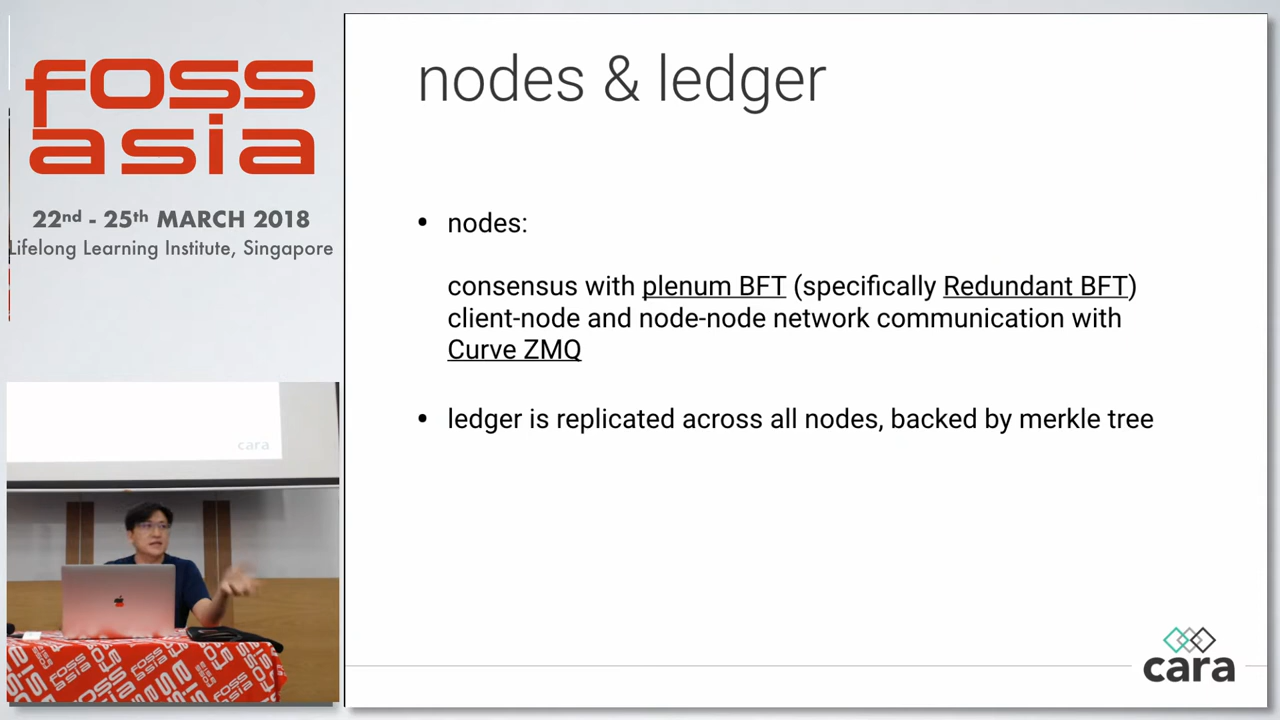 foss
asia
22nd - 25th MARCH 2018
Lifelong Learning Institute, Singapore
nodes & ledger
• nodes:
consensus with plenum BFT (specifically Redundant BFT)
client-node and node-node network communication with
Curve ZMQ
• ledger is replicated across all nodes, backed by merkle tree
cara
cara
FOSS